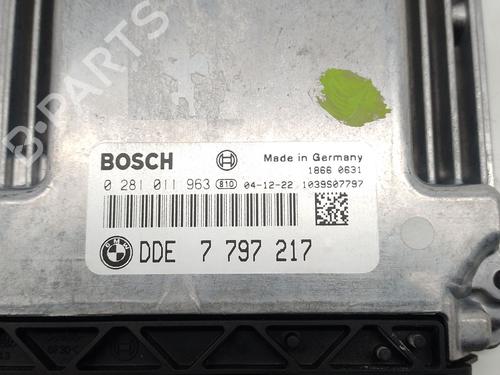 B-PARTS
BOSCH
Made in Germany
1866 0631
0 281 011 963 810 04-12-22 1039S07797
BMW
DDE 7 797 217